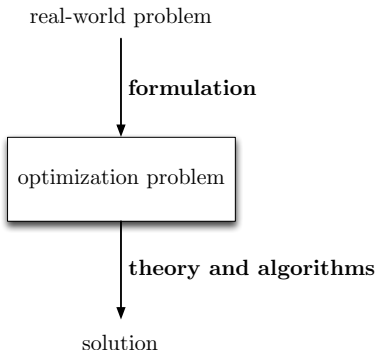 real-world problem
formulation
optimization problem
theory and algorithms
solution